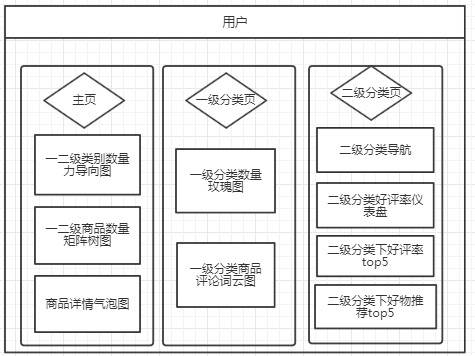 用户
主页
一二级类别数量
力导向图
一二级商品数量
矩阵树图
商品详情气泡图
一级分类页
一级分类数量
玫瑰图
一级分类商品
评论词云图
二级分类页
二级分类导航
二级分类好评率仪
表盘
二级分类下好评率
top5
二级分类下好物推
荐top5